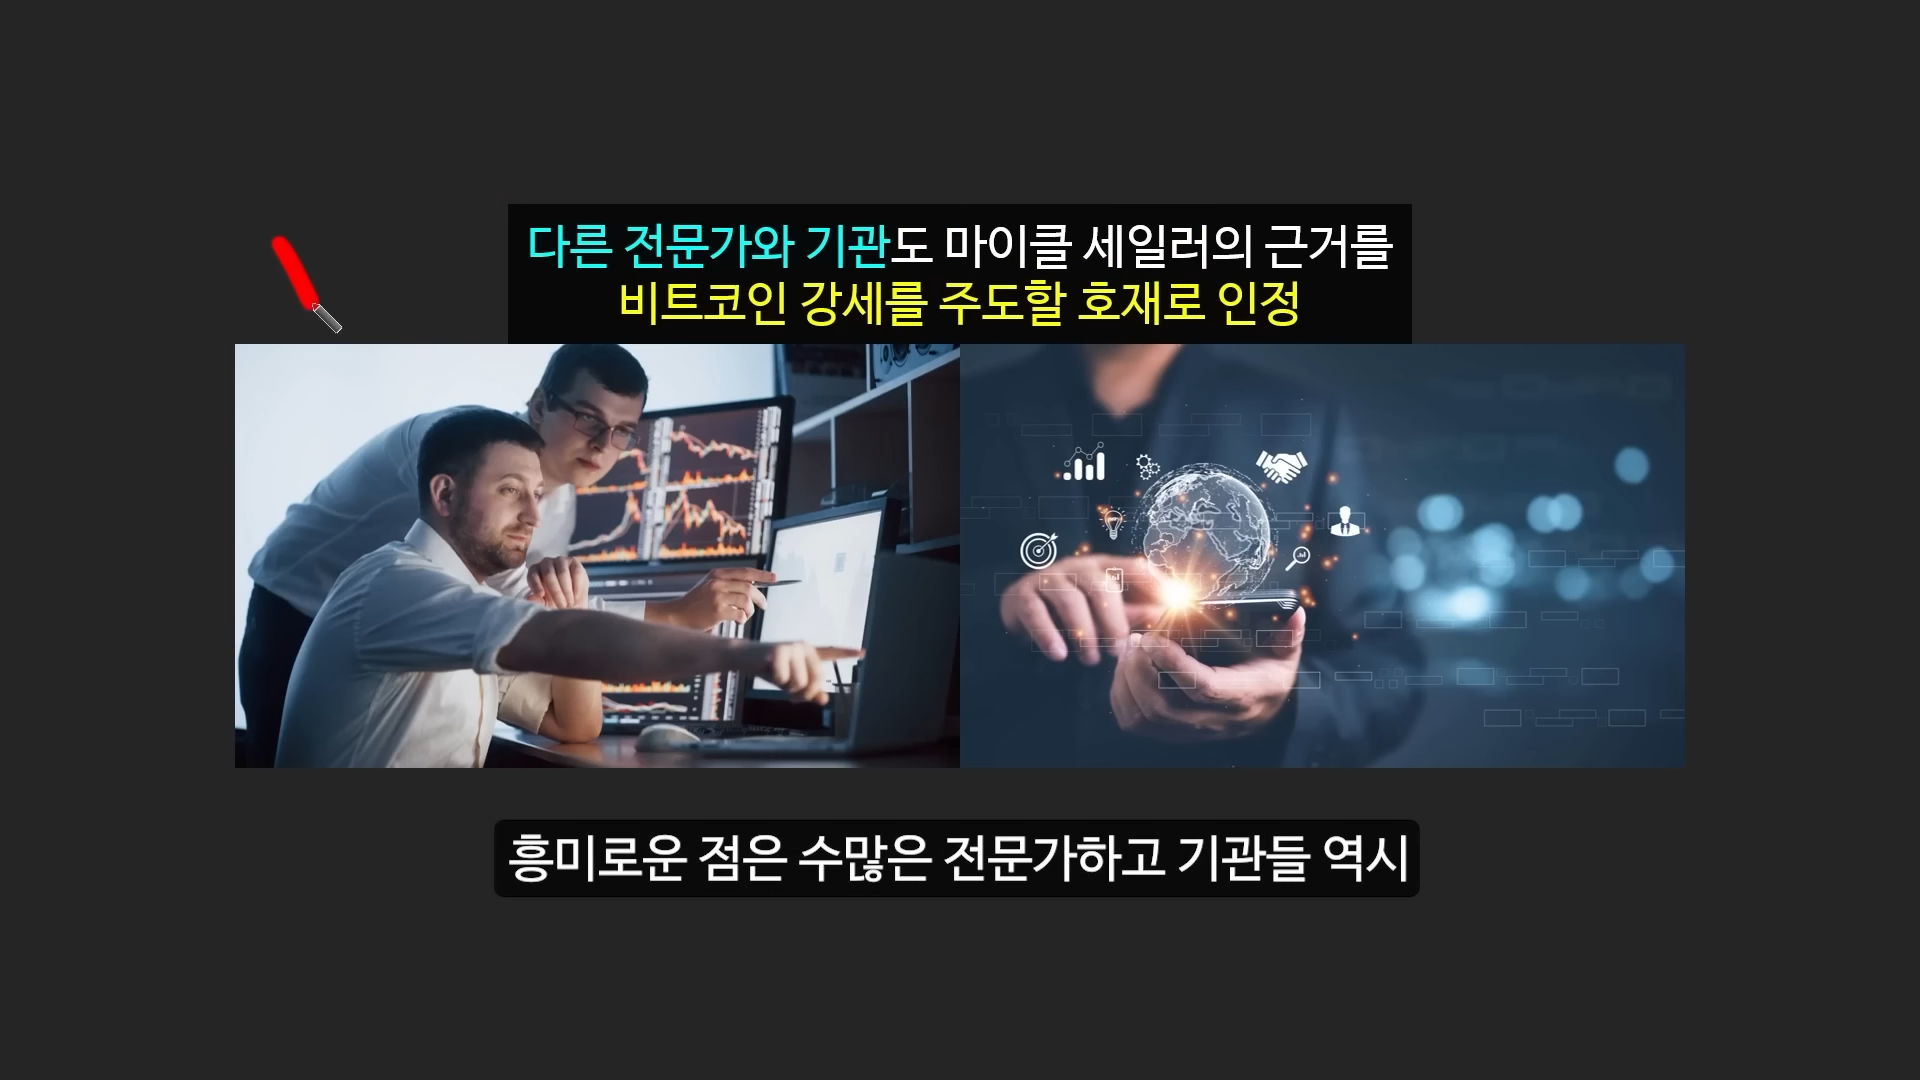 다른 전문가와 기관도 마이클 세일러의 근거를
비트코인 강세를 주도할 호재로 인정
흥미로운 점은 수많은 전문가하고 기관들 역시